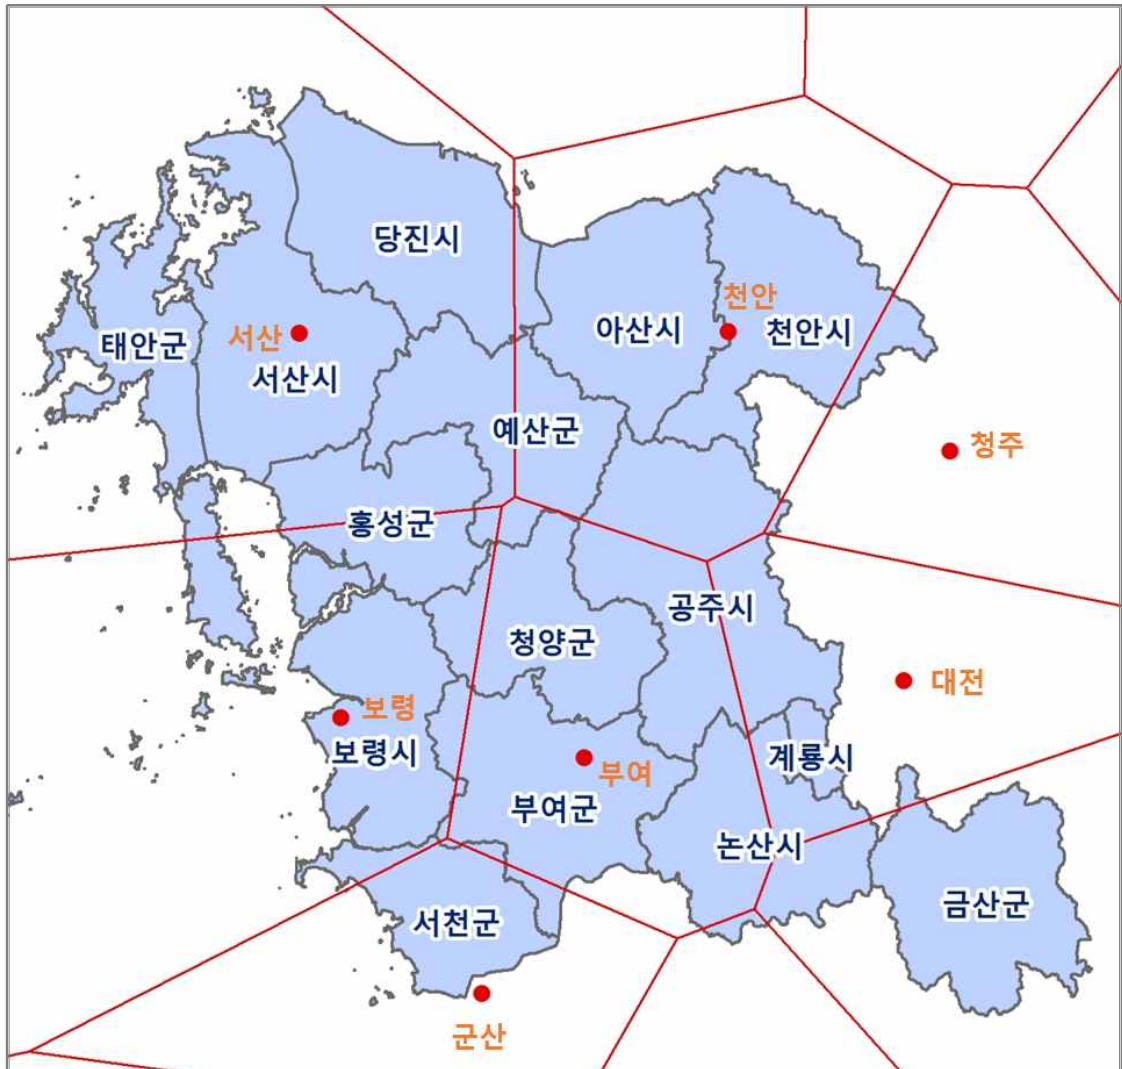 당진시
천안
서산
아산시
천안시
태안군
서산시
예산군
청주
홍성군
공주시
청양군
대전
보령
보령시
계룡시
부여
부여군
논산시
서천군
금산군
군산